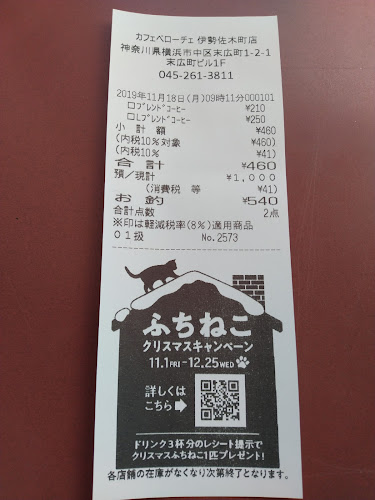 カフェベローチェ 伊勢佐木町店
神奈川県横浜市中区末広町1-2-1
末広町ビル1F
045-261-3811
2019年11月18日(月)09時11分000101
□ブレンドコーヒー ¥210
□Lブレンドコーヒー ¥250
小 計 額 ¥460
(内税10%対象 ¥460)
(内税10% ¥41)
合 計 ¥460
預/現計 ¥1,000
(消費税 等 ¥41)
お 釣 ¥540
合計点数 2点
※印は軽減税率(8%)適用商品
01級 No.2573
ふちねこ
クリスマスキャンペーン
11.1FRI-12.25WED
詳しくは
こちら
ドリンク3杯分のレシート提示で
クリスマスふちねこ1匹プレゼント!
各店舗の在庫がなくなり次第終了となります。